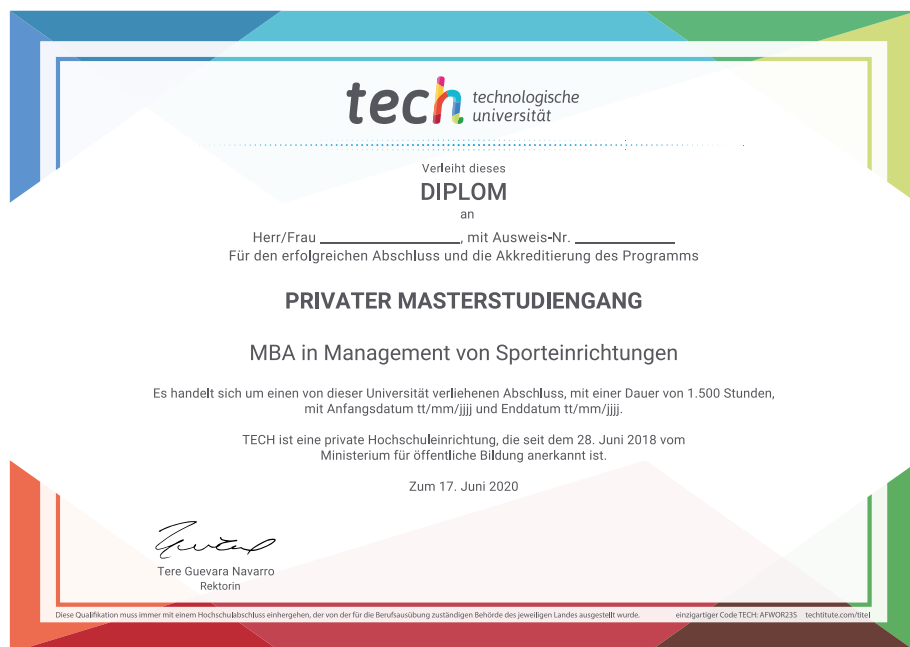 tech technologische
universität
Verleiht dieses
DIPLOM
an
Herr/Frau ____________________, mit Ausweis-Nr. ______________
Für den erfolgreichen Abschluss und die Akkreditierung des Programms
PRIVATER MASTERSTUDIENGANG
MBA in Management von Sporteinrichtungen
Es handelt sich um einen von dieser Universität verliehenen Abschluss, mit einer Dauer von 1.500 Stunden,
mit Anfangsdatum tt/mm/jjjj und Enddatum tt/mm/jjjj.
TECH ist eine private Hochschuleinrichtung, die seit dem 28. Juni 2018 vom
Ministerium für öffentliche Bildung anerkannt ist.
Zum 17. Juni 2020
Tere Guevara Navarro
Rektorin
Diese Qualifikation muss immer mit einem Hochschulabschluss einhergehen, der von der für die Berufsausübung zuständigen Behörde des jeweiligen Landes ausgestellt wurde. einzigartiger Code TECH: AFWOR235 techtitute.com/titel